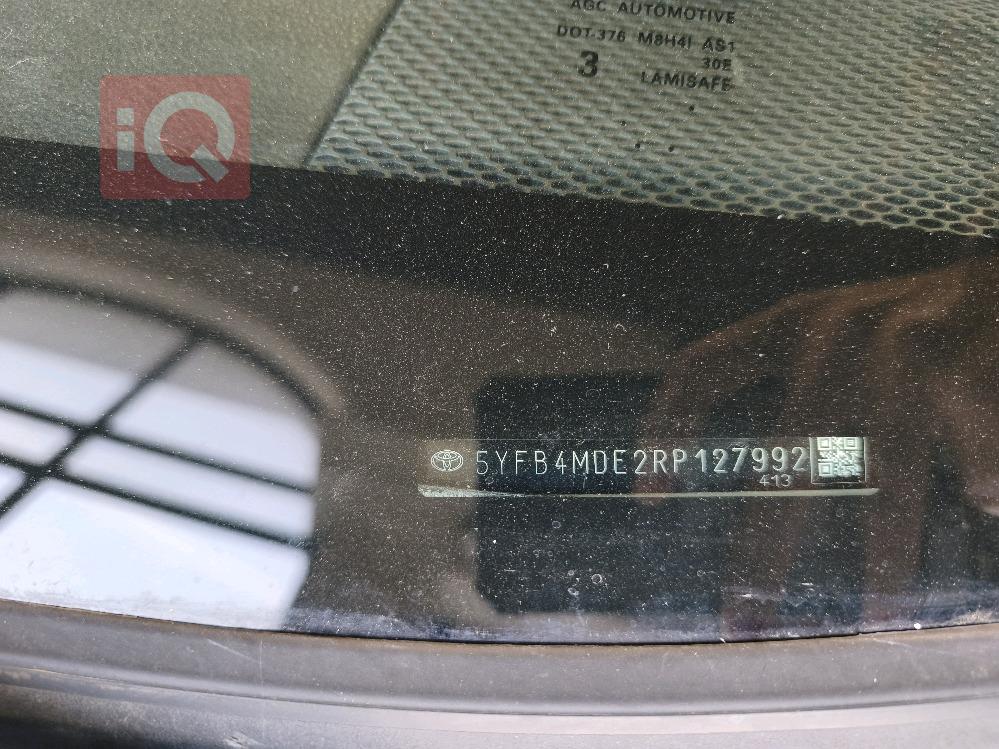 AGC AUTOMOTIVE
DOT-376 M8H4I AS1
30E
3
LAMISAFE
iQ
5YFB4MDE2RP127992
413